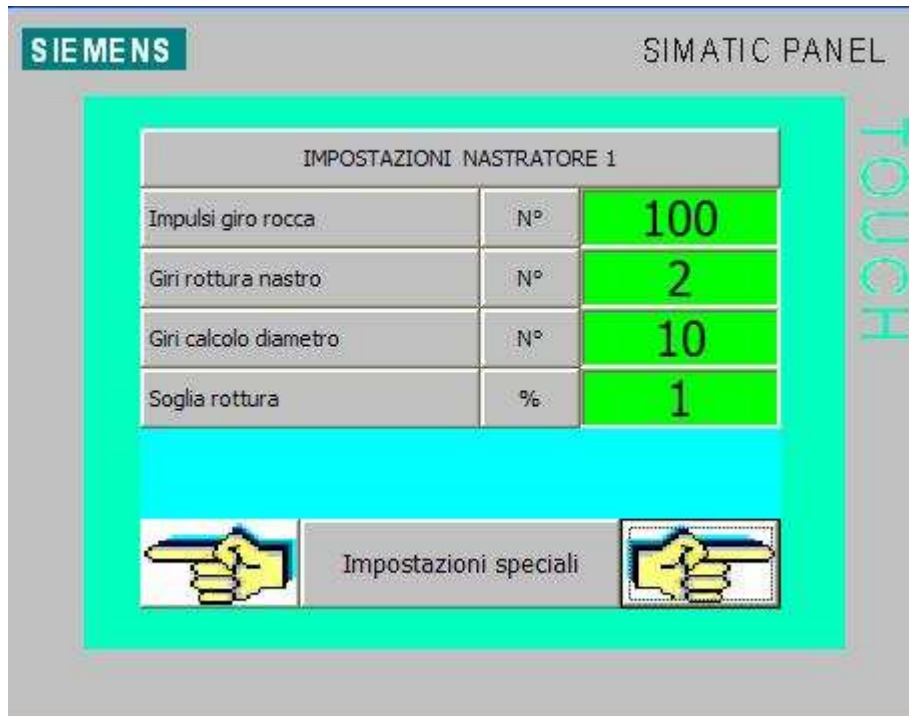 SIEMENS
SIMATIC PANEL
TOUCH
IMPOSTAZIONI NASTRATORE 1
Impulsi giro rocca N° 100
Giri rottura nastro N° 2
Giri calcolo diametro N° 10
Soglia rottura % 1
Impostazioni speciali